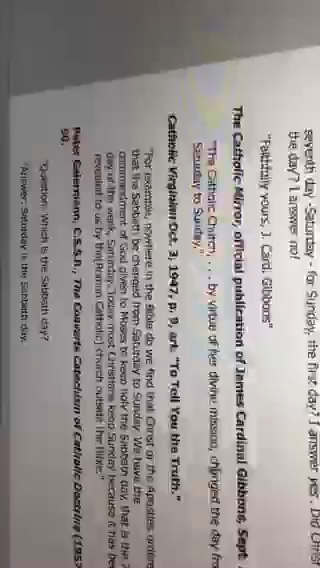 seventh day - Saturday - for Sunday, the first day? I answer yes . Did Christ
the day? I answer no!
"Faithfully yours, J. Card. Gibbons"
The Catholic Mirror, official publication of James Cardinal Gibbons, Sept.
"The Catholic Church, . . . by virtue of her divine mission, changed the day fro
Saturday to Sunday."
Catholic Virginian Oct. 3, 1947, p. 9, art. "To Tell You the Truth."
"For example, nowhere in the Bible do we find that Christ or the Apostles ordere
that the Sabbath be changed from Saturday to Sunday. We have the
commandment of God given to Moses to keep holy the Sabbath day, that is the 7
day of the week, Saturday. Today most Christians keep Sunday because it has bee
revealed to us by the[Roman Catholic] church outside the Bible."
Peter Geiermann, C.S.S.R., The Converts Catechism of Catholic Doctrine (1957
50.
"Question: Which is the Sabbath day?
"Answer: Saturday is the Sabbath day.